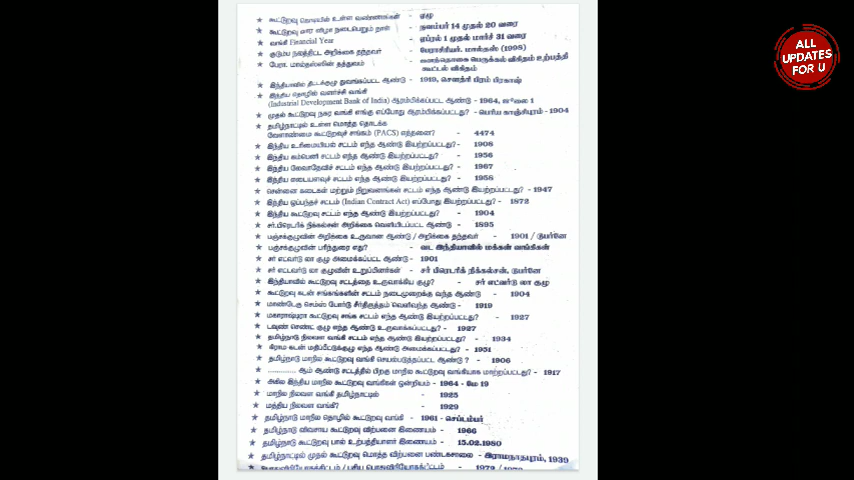 ★ கூட்டுறவு கொடியில் உள்ள வண்ணங்கள் - ஏழு
★ கூட்டுறவு வார விழா நடைபெறும் நாள் - நவம்பர் 14 முதல் 20 வரை
★ வங்கி Financial Year - ஏப்ரல் 1 முதல் மார்ச் 31 வரை
★ குடும்ப நலத்திட்ட அறிக்கை தந்தவர் - பேராசிரியர். மால்தஸ் (1998)
★ பேரா. மால்தஸ்ஸின் தத்துவம் - பெருக்கல் விகிதம் உற்பத்தி
கூட்டல் விகிதம்
★ இந்தியாவில் திட்டக்குழு துவங்கப்பட்ட ஆண்டு - 1919, சௌத்ரி பிரம் பிரகாஷ்
★ இந்திய தொழில் வளர்ச்சி வங்கி
(Industrial Development Bank of India) ஆரம்பிக்கப்பட்ட ஆண்டு - 1964, ஜூலை 1
★ முதல் கூட்டுறவு நகர வங்கி எங்கு எப்போது ஆரம்பிக்கப்பட்டது? - பெரிய காஞ்சிபுரம் - 1904
★ தமிழ்நாட்டில் உள்ள மொத்த தொடக்க
வேளாண்மை கூட்டுறவுச் சங்கம் (PACS) எத்தனை? - 4474
★ இந்திய உரிமையியல் சட்டம் எந்த ஆண்டு இயற்றப்பட்டது? - 1908
★ இந்திய கம்பெனி சட்டம் எந்த ஆண்டு இயற்றப்பட்டது? - 1956
★ இந்திய லேவாதேவிச் சட்டம் எந்த ஆண்டு இயற்றப்பட்டது? - 1967
★ இந்திய எடையளவுச் சட்டம் எந்த ஆண்டு இயற்றப்பட்டது? - 1958
★ சென்னை கடைகள் மற்றும் நிறுவனங்கள் சட்டம் எந்த ஆண்டு இயற்றப்பட்டது? - 1947
★ இந்திய ஒப்பந்தச் சட்டம் (Indian Contract Act) எப்போது இயற்றப்பட்டது? - 1872
★ இந்திய கூட்டுறவு சட்டம் எந்த ஆண்டு இயற்றப்பட்டது? - 1904
★ சர்.பிரெடரிக் நிக்கல்சன் அறிக்கை வெளியிடப்பட்ட ஆண்டு - 1895
★ பஞ்சக்குழுவின் அறிக்கை உருவான ஆண்டு / அறிக்கை தந்தவர் - 1901 / டுபர்னே
★ பஞ்சக்குழுவின் பரிந்துரை எது? - வட இந்தியாவில் மக்கள் வங்கிகள்
★ சர் எட்வர்டு லா குழு அமைக்கப்பட்ட ஆண்டு - 1901
★ சர் எட்வர்டு லா குழுவின் உறுப்பினர்கள் - சர் பிரெடரிக் நிக்கல்சன், டுபர்னே
★ இந்தியாவில் கூட்டுறவு சட்டத்தை உருவாக்கிய குழு? - சர் எட்வர்டு லா குழு
★ கூட்டுறவு கடன் சங்கங்களின் சட்டம் நடைமுறைக்கு வந்த ஆண்டு - 1904
★ மாண்டேகு செம்ஸ் போர்டு சீர்திருத்தம் வெளிவந்த ஆண்டு - 1919
★ மகாராஷ்டிரா கூட்டுறவு சங்க சட்டம் எந்த ஆண்டு இயற்றப்பட்டது? - 1927
★ டவுண் செண்ட் குழு எந்த ஆண்டு உருவாக்கப்பட்டது? - 1927
★ தமிழ்நாடு நிலவள வங்கி சட்டம் எந்த ஆண்டு இயற்றப்பட்டது? - 1934
★ கிராம கடன் மதிப்பீட்டுக்குழு எந்த ஆண்டு அமைக்கப்பட்டது? - 1951
★ தமிழ்நாடு மாநில கூட்டுறவு வங்கி செயல்படுத்தப்பட்ட ஆண்டு ? - 1906
★ ............. ஆம் ஆண்டு சட்டத்தில் பிறகு மாநில கூட்டுறவு வங்கியாக மாற்றப்பட்டது? - 1917
★ அகில இந்திய மாநில கூட்டுறவு வங்கிகள் ஒன்றியம் - 1964 - மே 19
★ மாநில நிலவள வங்கி தமிழ்நாட்டில் - 1925
★ மத்திய நிலவள வங்கி? - 1929
★ தமிழ்நாடு மாநில தொழில் கூட்டுறவு வங்கி - 1961 - செப்டம்பர்
★ தமிழ்நாடு விவசாய கூட்டுறவு விற்பனை இணையம் - 1966
★ தமிழ்நாடு கூட்டுறவு பால் உற்பத்தியாளர் இணையம் - 15.02.1980
★ தமிழ்நாட்டில் முதல் கூட்டுறவு மொத்த விற்பனை பண்டகசாலை - இராமநாதபுரம், 1939
ALL
UPDATES
FOR U